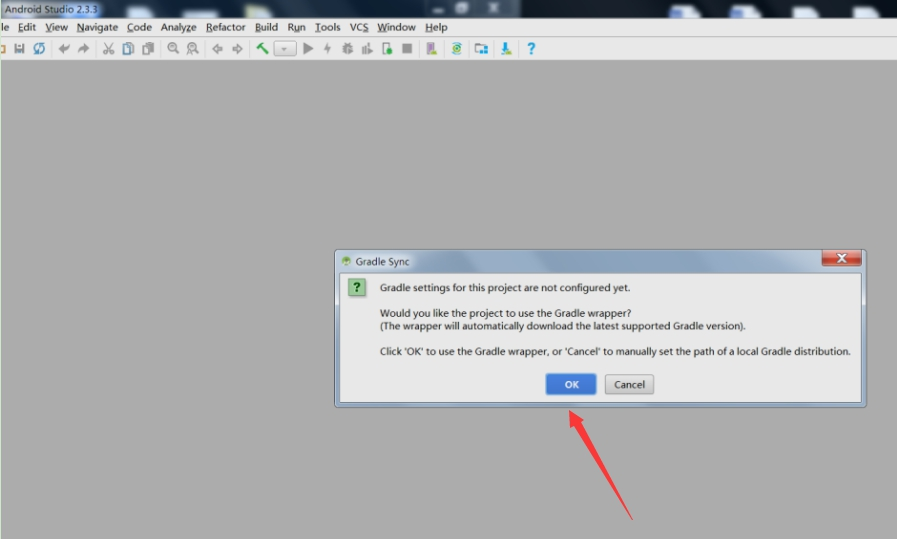 Android Studio 2.3.3
le Edit View Navigate Code Analyze Refactor Build Run Tools VCS Window Help
Gradle Sync
Gradle settings for this project are not configured yet.
Would you like the project to use the Gradle wrapper?
(The wrapper will automatically download the latest supported Gradle version).
Click 'OK' to use the Gradle wrapper, or 'Cancel' to manually set the path of a local Gradle distribution.
OK Cancel